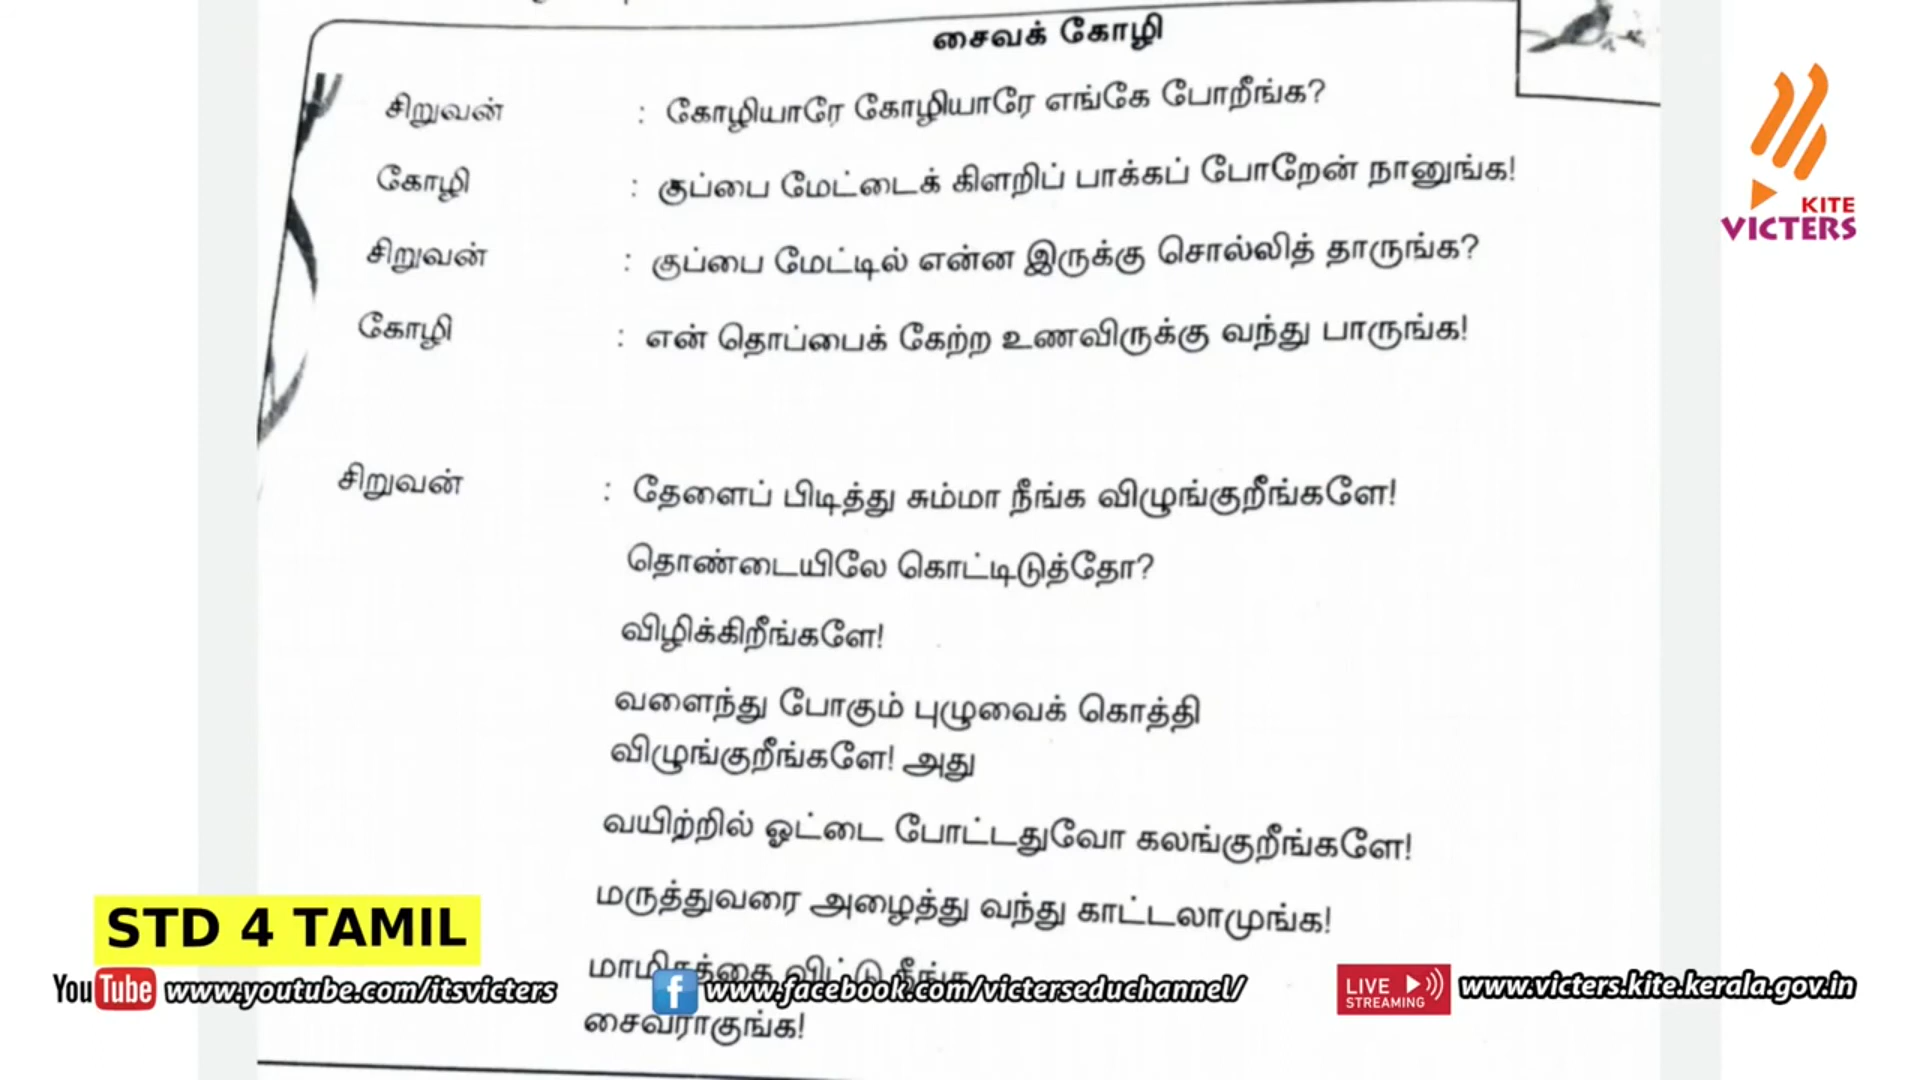 சைவக் கோழி
சிறுவன் : கோழியாரே கோழியாரே எங்கே போறீங்க?
கோழி : குப்பை மேட்டைக் கிளறிப் பாக்கப் போறேன் நானுங்க!
சிறுவன் : குப்பை மேட்டில் என்ன இருக்கு சொல்லித் தாருங்க?
கோழி : என் தொப்பைக் கேற்ற உணவிருக்கு வந்து பாருங்க!
சிறுவன் : தேளைப் பிடித்து சும்மா நீங்க விழுங்குறீங்களே!
தொண்டையிலே கொட்டிடுத்தோ?
விழிக்கிறீங்களே!
வளைந்து போகும் புழுவைக் கொத்தி
விழுங்குறீங்களே! அது
வயிற்றில் ஓட்டை போட்டதுவோ கலங்குறீங்களே!
மருத்துவரை அழைத்து வந்து காட்டலாமுங்க!
மாமிசத்தை விட்டு நீங்க
சைவராகுங்க!
KITE
VICTERS
STD 4 TAMIL
YouTube www.youtube.com/itsvicters
f www.facebook.com/victerseduchannel/
LIVE STREAMING www.victers.kite.kerala.gov.in